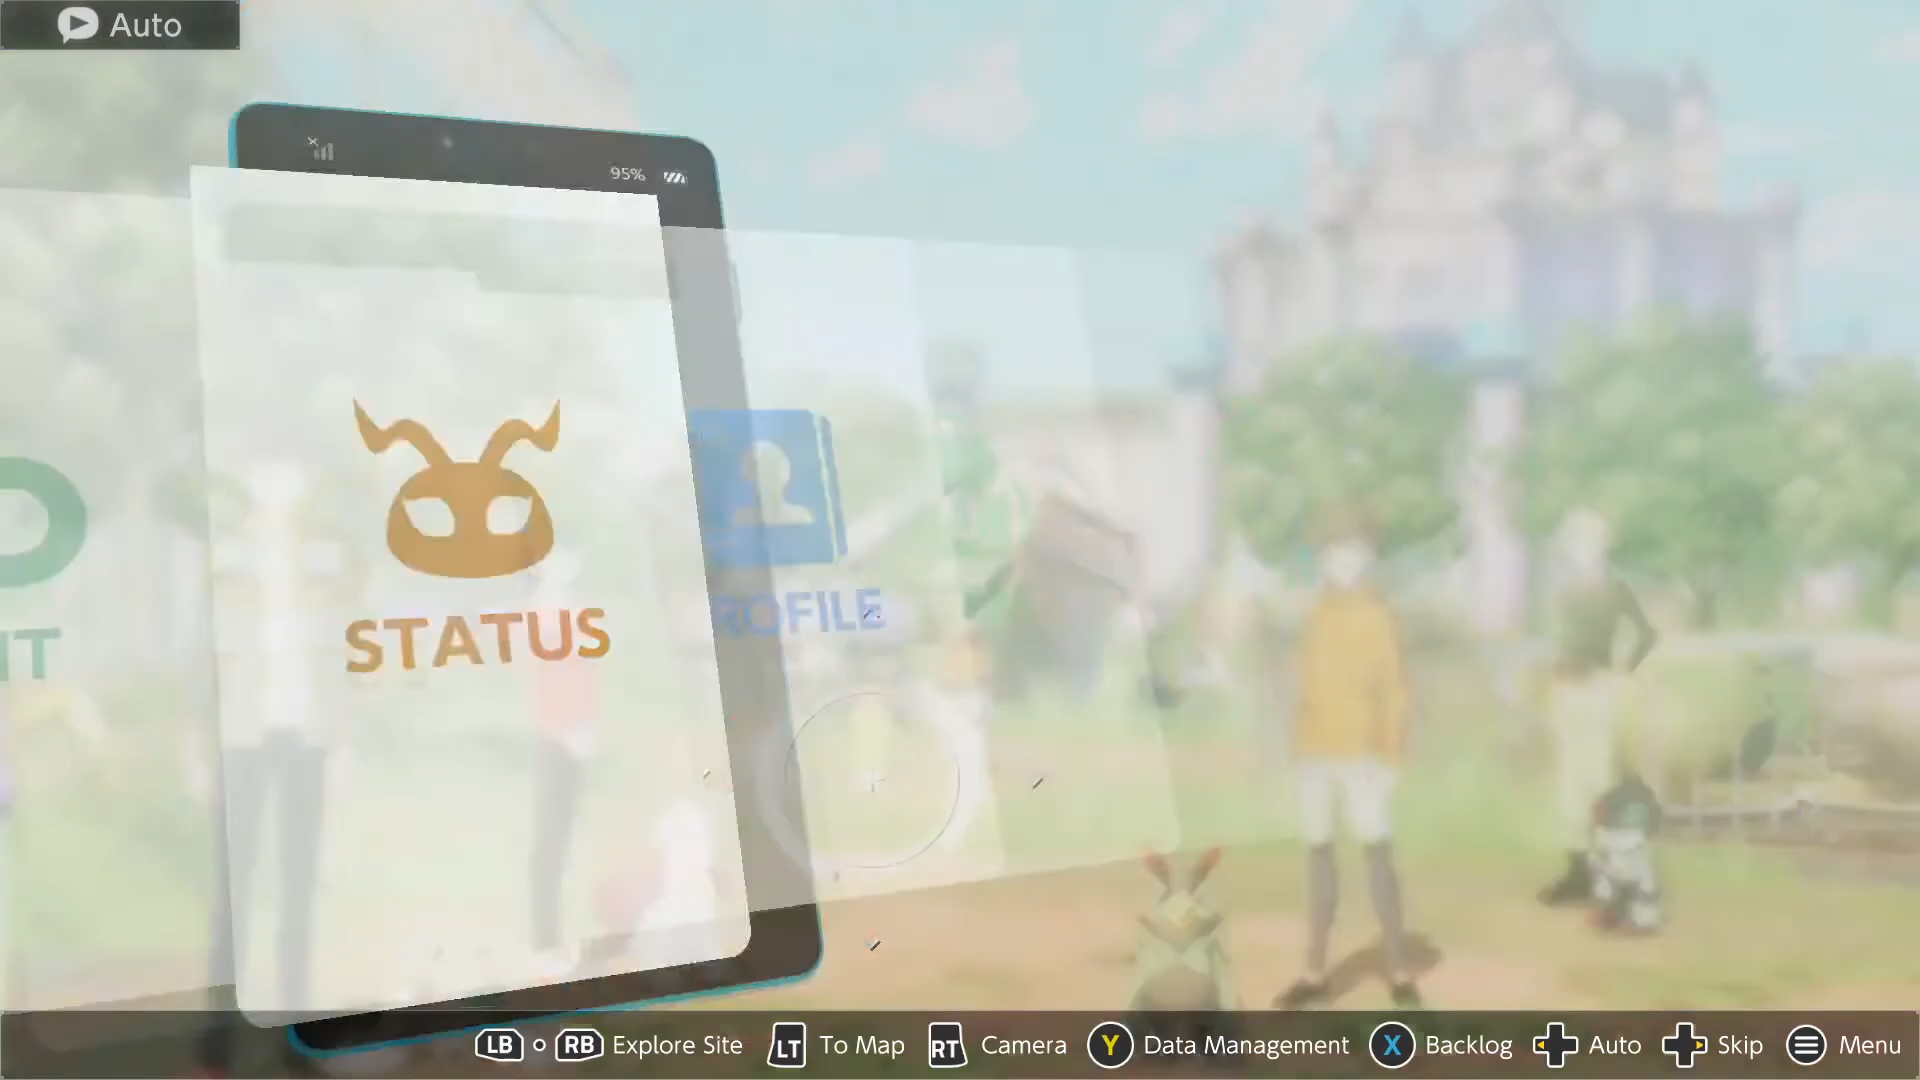 Auto
95%
IT
STATUS
ROFILE
LB RB Explore Site LT To Map RT Camera Y Data Management X Backlog Auto Skip Menu